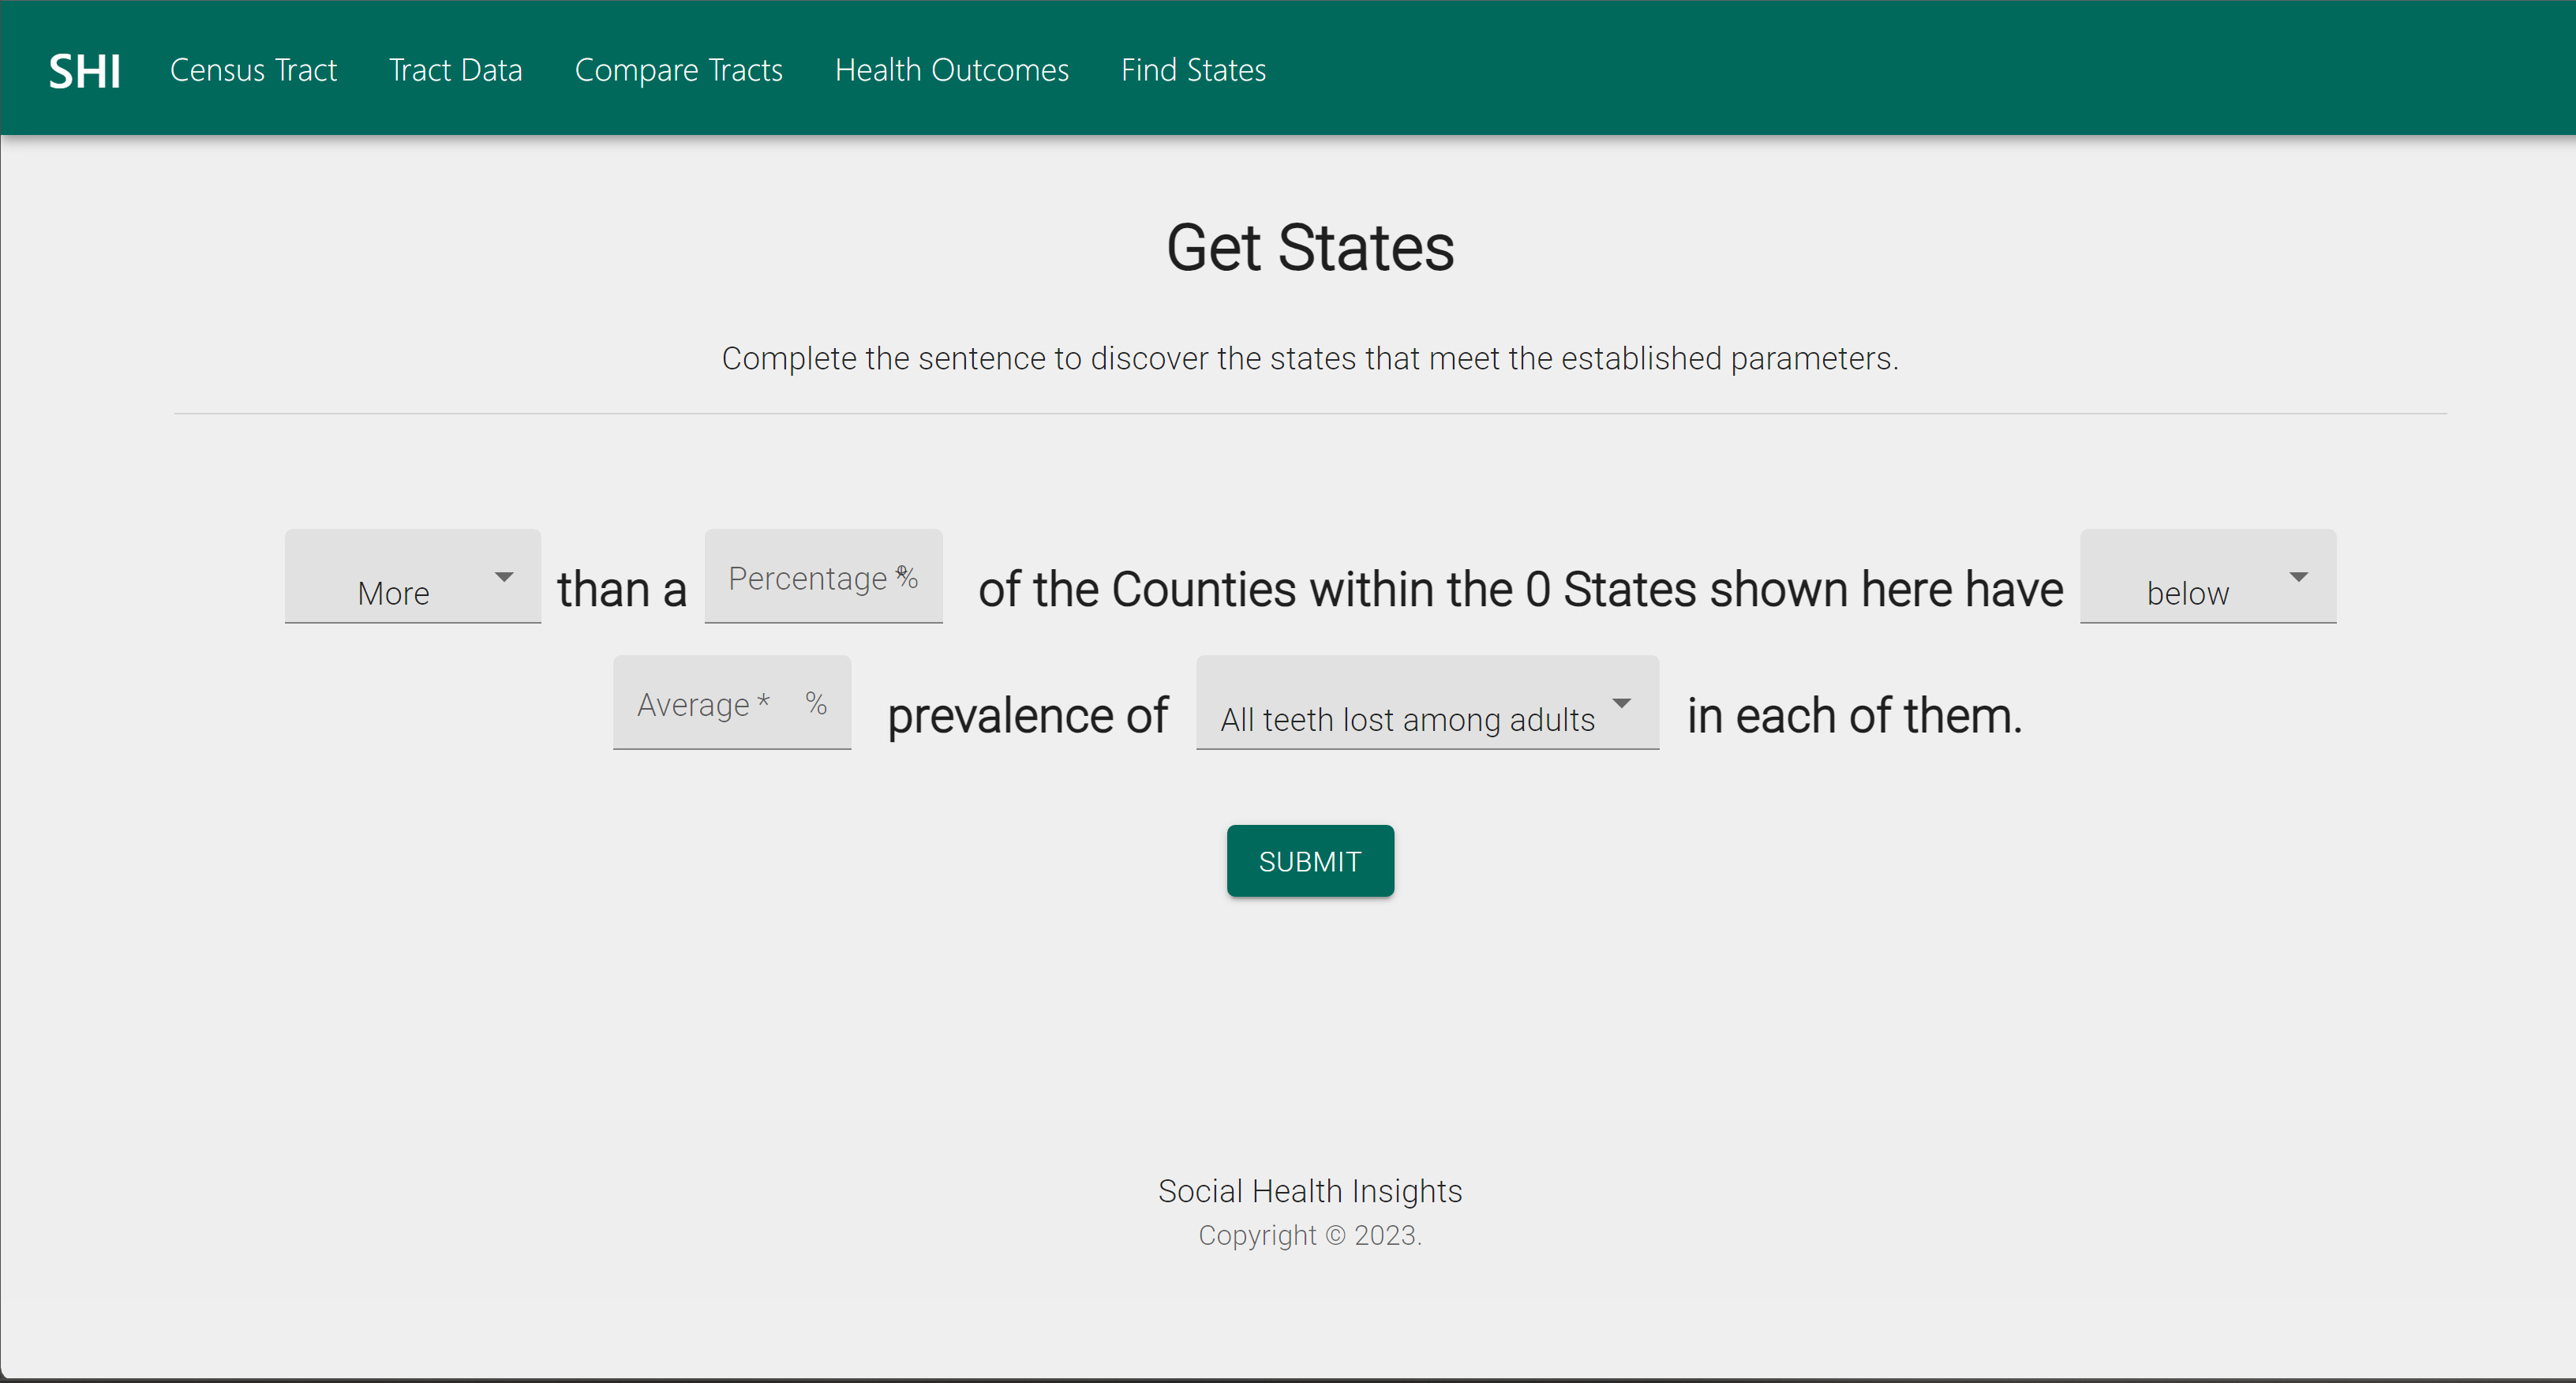 SHI Census Tract Tract Data Compare Tracts Health Outcomes Find States
Get States
Complete the sentence to discover the states that meet the established parameters.
More than a Percentage * % of the Counties within the 0 States shown here have below
Average * % prevalence of All teeth lost among adults in each of them.
SUBMIT
Social Health Insights
Copyright © 2023.